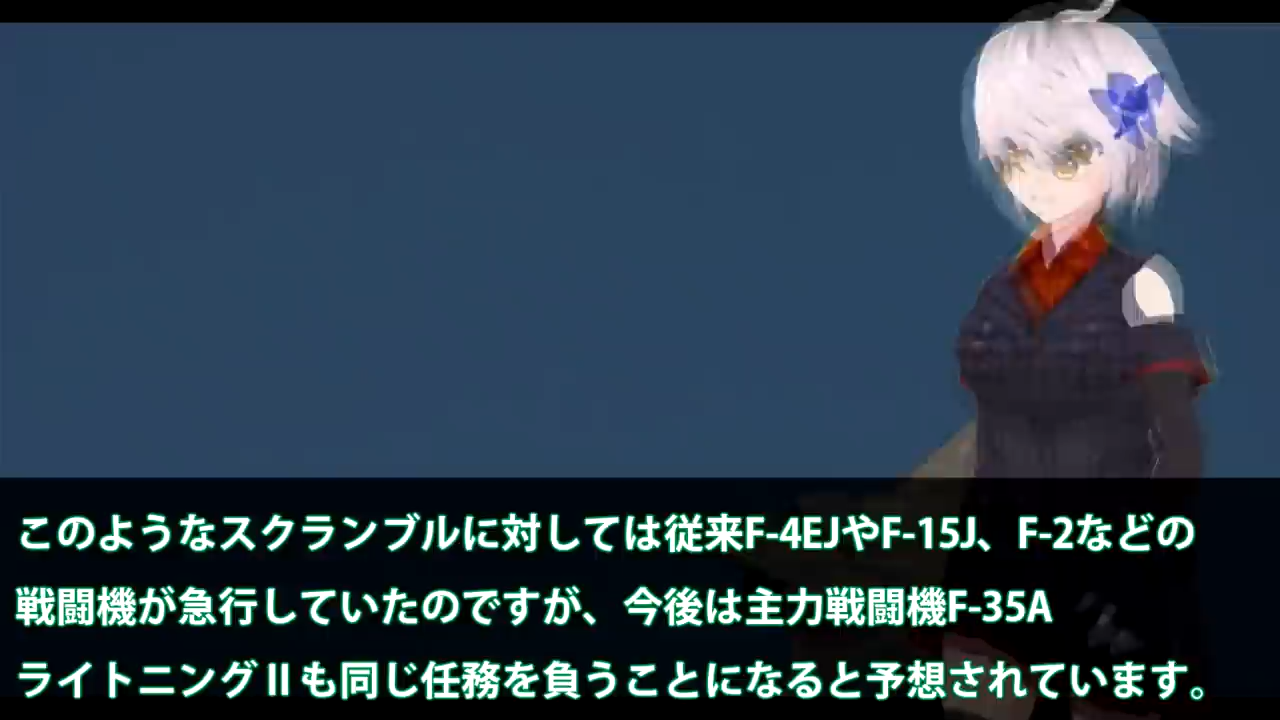 このようなスクランブルに対しては従来F-4EJやF-15J、F-2などの
戦闘機が急行していたのですが、今後は主力戦闘機F-35A
ライトニングⅡも同じ任務を負うことになると予想されています。